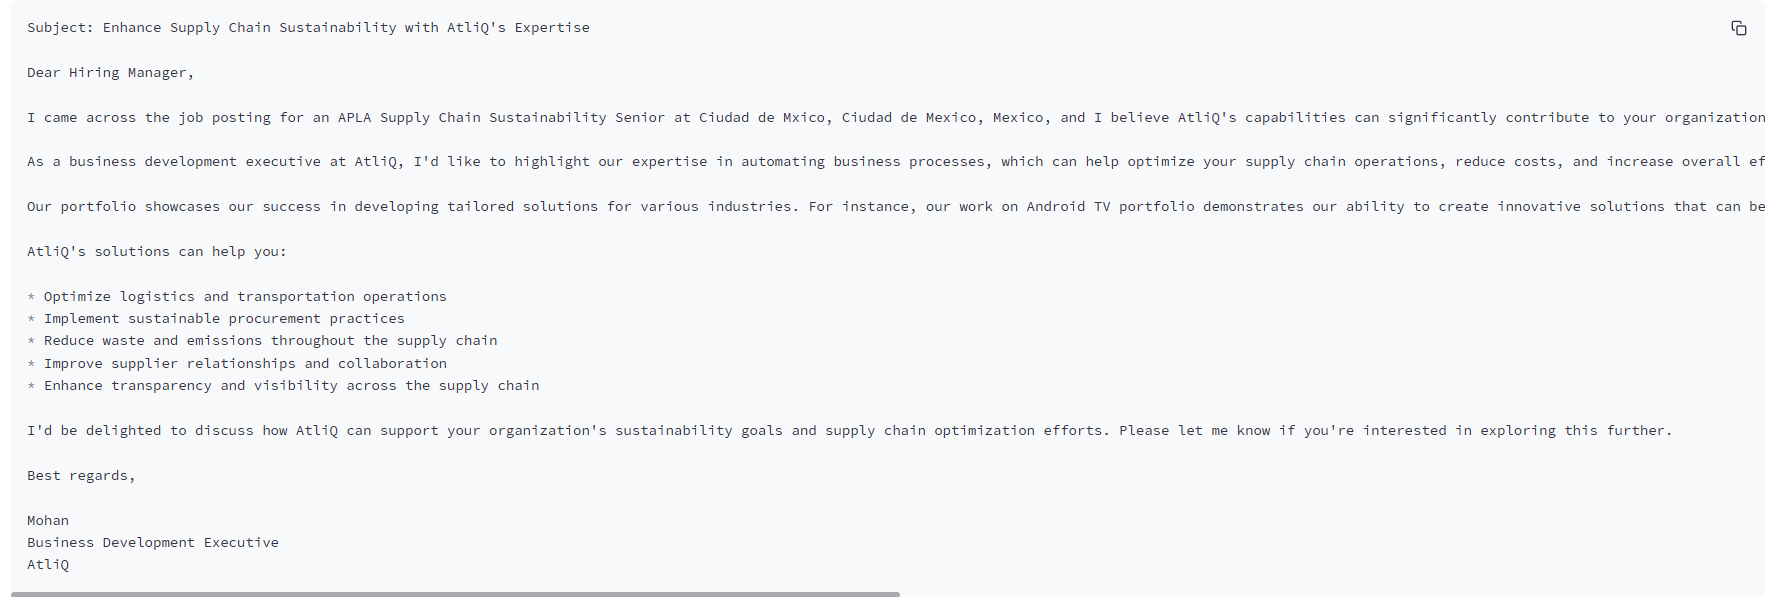 Subject: Enhance Supply Chain Sustainability with AtliQ's Expertise
Dear Hiring Manager,
I came across the job posting for an APLA Supply Chain Sustainability Senior at Ciudad de Mxico, Ciudad de Mexico, Mexico, and I believe AtliQ's capabilities can significantly contribute to your organization
As a business development executive at AtliQ, I'd like to highlight our expertise in automating business processes, which can help optimize your supply chain operations, reduce costs, and increase overall ef
Our portfolio showcases our success in developing tailored solutions for various industries. For instance, our work on Android TV portfolio demonstrates our ability to create innovative solutions that can be
AtliQ's solutions can help you:
* Optimize logistics and transportation operations
* Implement sustainable procurement practices
* Reduce waste and emissions throughout the supply chain
* Improve supplier relationships and collaboration
* Enhance transparency and visibility across the supply chain
I'd be delighted to discuss how AtliQ can support your organization's sustainability goals and supply chain optimization efforts. Please let me know if you're interested in exploring this further.
Best regards,
Mohan
Business Development Executive
AtliQ